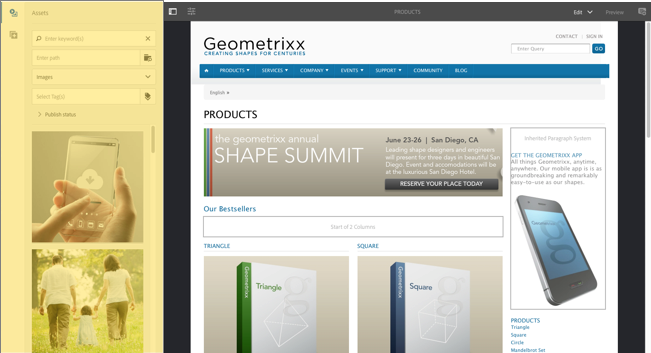 Assets
Enter keyword(s)
Enter path
Images
Select Tag(s)
Publish status
PRODUCTS
Edit
Preview
CONTACT | SIGN IN
Geometrixx
CREATING SHAPES FOR CENTURIES
Enter Query
GO
PRODUCTS SERVICES COMPANY EVENTS SUPPORT COMMUNITY BLOG
English
PRODUCTS
the geometrixx annual
SHAPE SUMMIT
June 23-26 | San Diego, CA
Leading shape designers and engineers
will present for three days in beautiful San
Diego. Event and accomodations will be
at the luxurious San Diego Hotel.
RESERVE YOUR PLACE TODAY
Inherited Paragraph System
GET THE GEOMETRIXX APP
All things Geometrixx, anytime,
anywhere. Our mobile app is is as
groundbreaking and remarkably
easy-to-use as our shapes.
Our Bestsellers
Start of 2 Columns
TRIANGLE
SQUARE
Geometrixx
Triangle
Geometrixx
Square
PRODUCTS
Triangle
Square
Circle
Mandelbrot Set